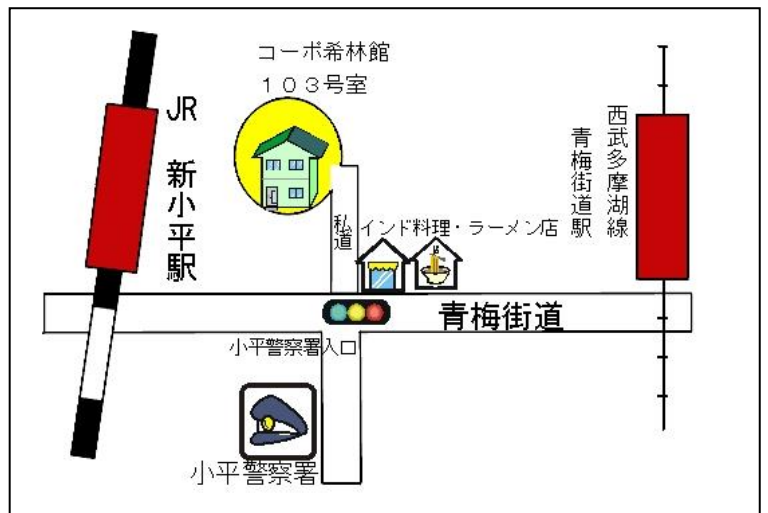 コーポ希林館
103号室
JR
新小平駅
西武多摩湖線
青梅街道駅
私道
インド料理・ラーメン店
青梅街道
小平警察署入口
小平警察署